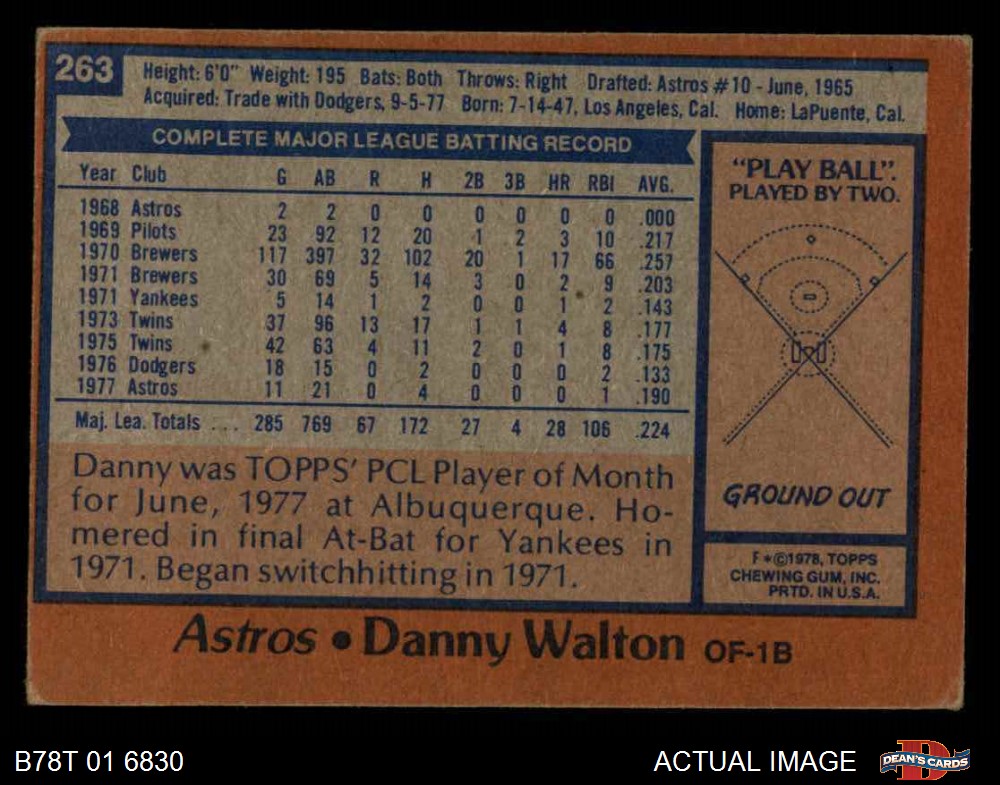 263
Height: 6'0" Weight: 195 Bats: Both Throws: Right Drafted: Astros #10 - June, 1965
Acquired: Trade with Dodgers, 9-5-77 Born: 7-14-47, Los Angeles, Cal. Home: LaPuente, Cal.
COMPLETE MAJOR LEAGUE BATTING RECORD
Year Club G AB R H 2B 3B HR RBI AVG.
1968 Astros 2 2 0 0 0 0 0 0 .000
1969 Pilots 23 92 12 20 1 2 3 10 .217
1970 Brewers 117 397 32 102 20 1 17 66 .257
1971 Brewers 30 69 5 14 3 0 2 9 .203
1971 Yankees 5 14 1 2 0 0 1 2 .143
1973 Twins 37 96 13 17 1 1 4 8 .177
1975 Twins 42 63 4 11 2 0 1 8 .175
1976 Dodgers 18 15 0 2 0 0 0 2 .133
1977 Astros 11 21 0 4 0 0 0 1 .190
Maj. Lea. Totals ... 285 769 67 172 27 4 28 106 .224
Danny was TOPPS' PCL Player of Month
for June, 1977 at Albuquerque. Ho-
mered in final At-Bat for Yankees in
1971. Began switchhitting in 1971.
"PLAY BALL".
PLAYED BY TWO.
GROUND OUT
F*©1978, TOPPS
CHEWING GUM, INC.
PRTD. IN U.S.A.
Astros • Danny Walton OF-1B
B78T 01 6830
ACTUAL IMAGE
D
DEAN'S CARDS